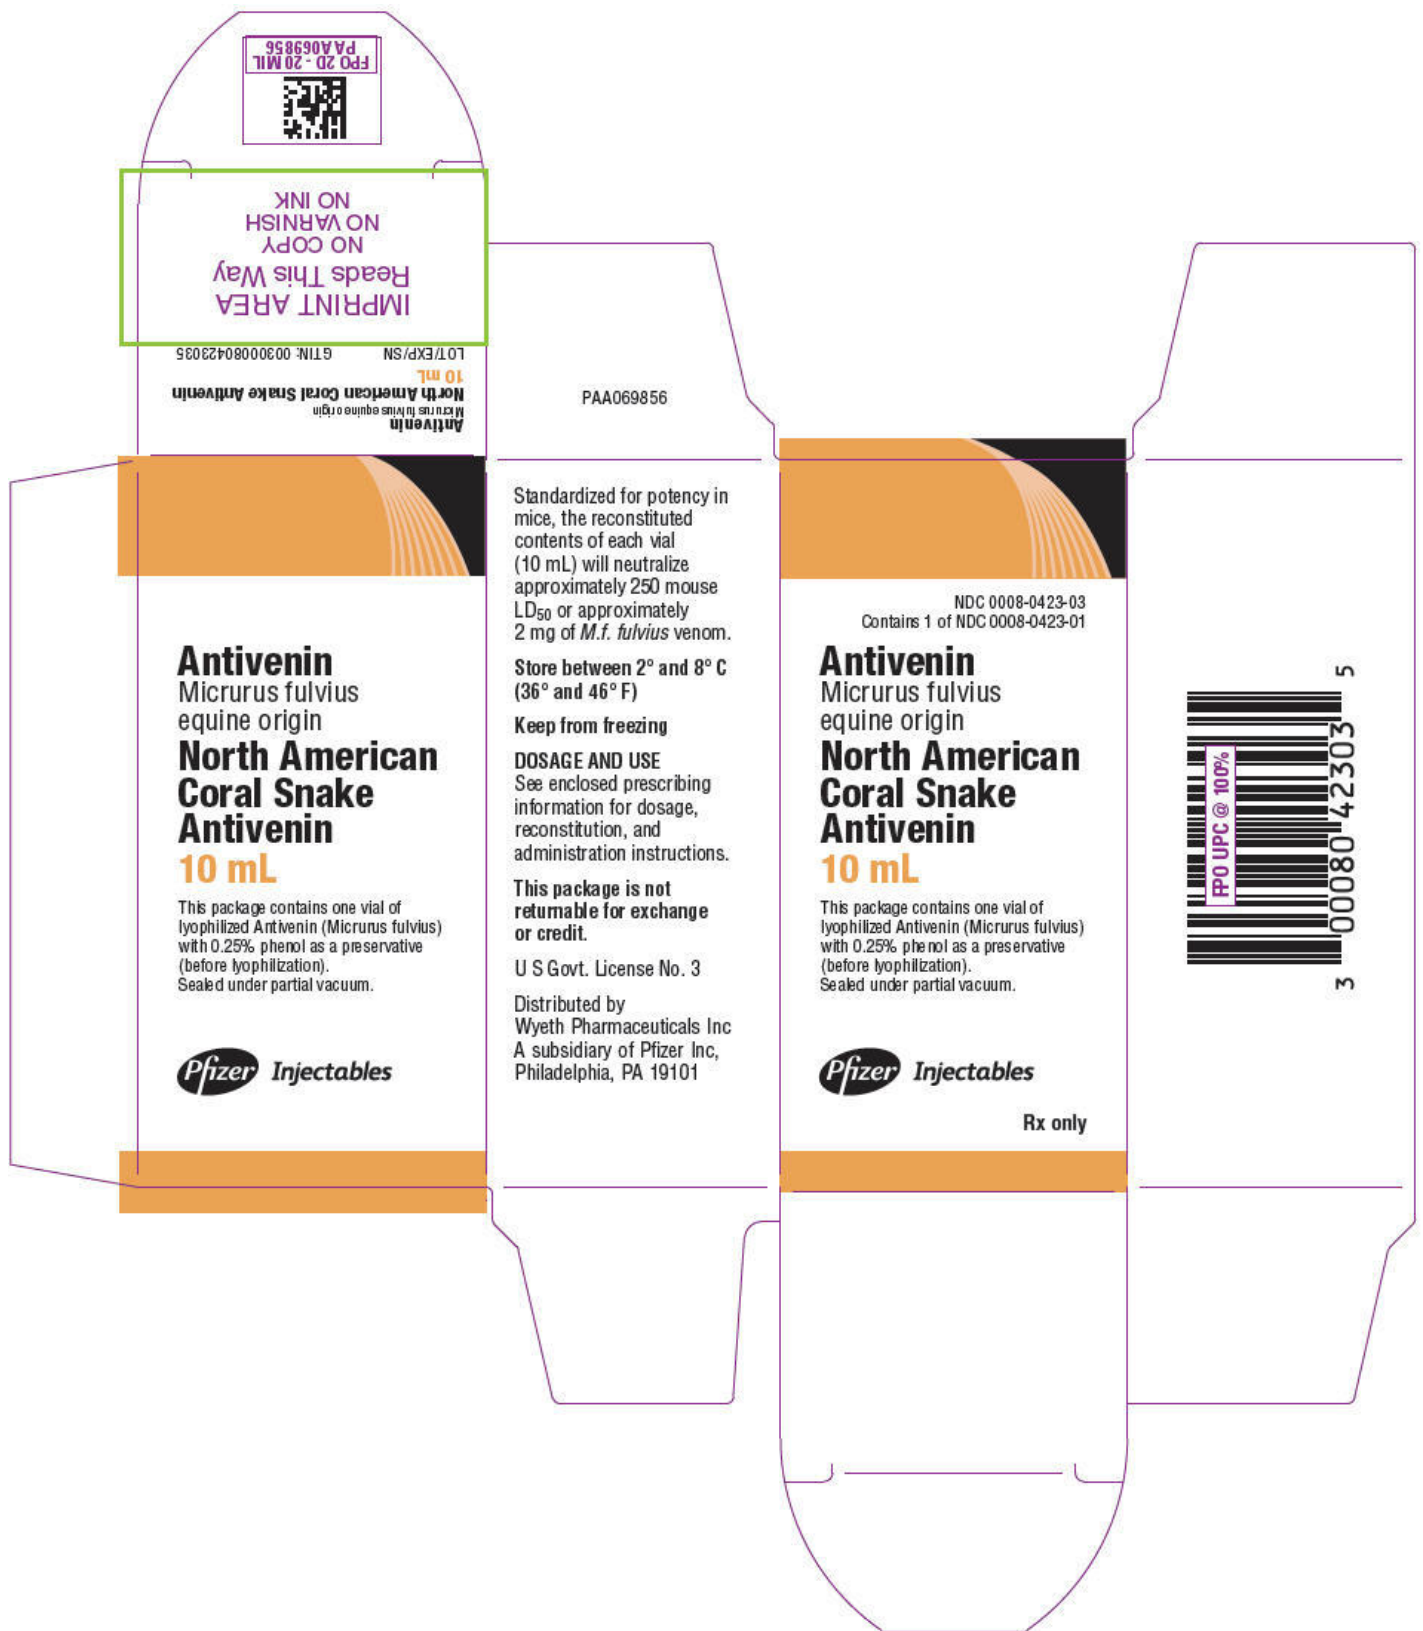 FPO 2D - 20 MIL
PAA069856
IMPRINT AREA
Reads This Way
NO COPY
NO VARNISH
NO INK
Antivenin
Micrurus fulvius equine origin
North American Coral Snake Antivenin
10 mL
LOT/EXP/SN GTIN: 00300080423035
Antivenin
Micrurus fulvius
equine origin
North American
Coral Snake
Antivenin
10 mL
This package contains one vial of
lyophilized Antivenin (Micrurus fulvius)
with 0.25% phenol as a preservative
(before lyophilization).
Sealed under partial vacuum.
Pfizer Injectables
PAA069856
Standardized for potency in
mice, the reconstituted
contents of each vial
(10 mL) will neutralize
approximately 250 mouse
LD50 or approximately
2 mg of M.f. fulvius venom.
Store between 2° and 8° C
(36° and 46° F)
Keep from freezing
DOSAGE AND USE
See enclosed prescribing
information for dosage,
reconstitution, and
administration instructions.
This package is not
returnable for exchange
or credit.
U S Govt. License No. 3
Distributed by
Wyeth Pharmaceuticals Inc
A subsidiary of Pfizer Inc,
Philadelphia, PA 19101
NDC 0008-0423-03
Contains 1 of NDC 0008-0423-01
Antivenin
Micrurus fulvius
equine origin
North American
Coral Snake
Antivenin
10 mL
This package contains one vial of
lyophilized Antivenin (Micrurus fulvius)
with 0.25% phenol as a preservative
(before lyophilization).
Sealed under partial vacuum.
Pfizer Injectables
Rx only
FPO UPC @ 100%
3 00080 42303 5